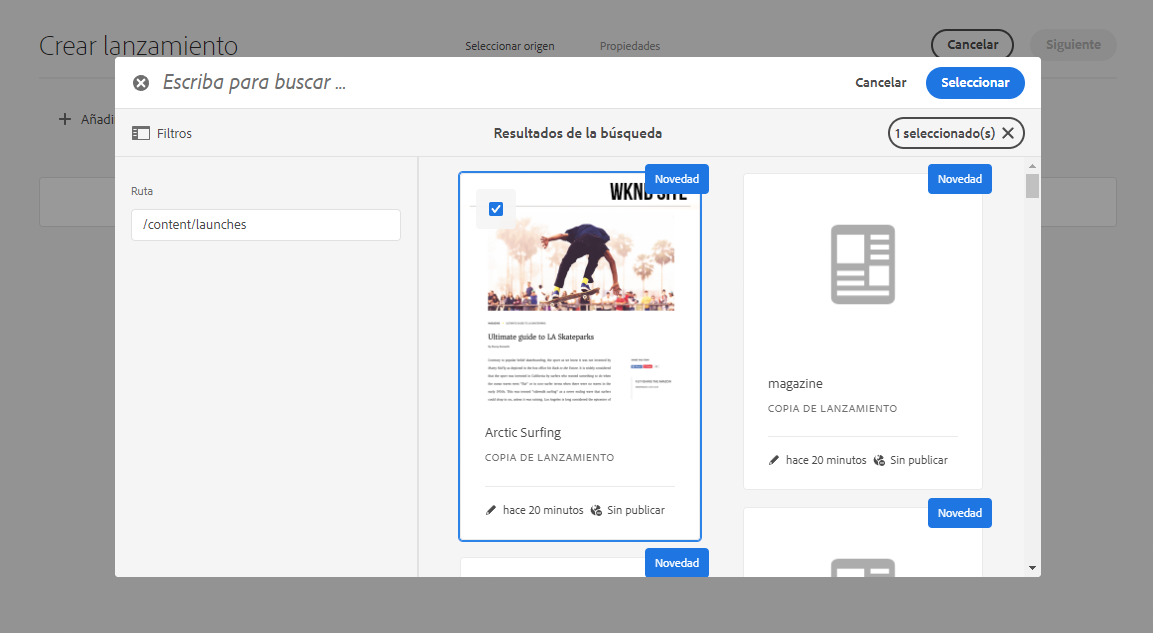 Crear lanzamiento
Seleccionar origen
Propiedades
Cancelar
Siguiente
Escriba para buscar ...
Cancelar
Seleccionar
Añadi
Filtros
Resultados de la búsqueda
1 seleccionado(s)
Ruta
/content/launches
Novedad
WKND SITE
Ultimate guide to LA Skateparks
Arctic Surfing
COPIA DE LANZAMIENTO
hace 20 minutos
Sin publicar
Novedad
magazine
COPIA DE LANZAMIENTO
hace 20 minutos
Sin publicar
Novedad
Novedad